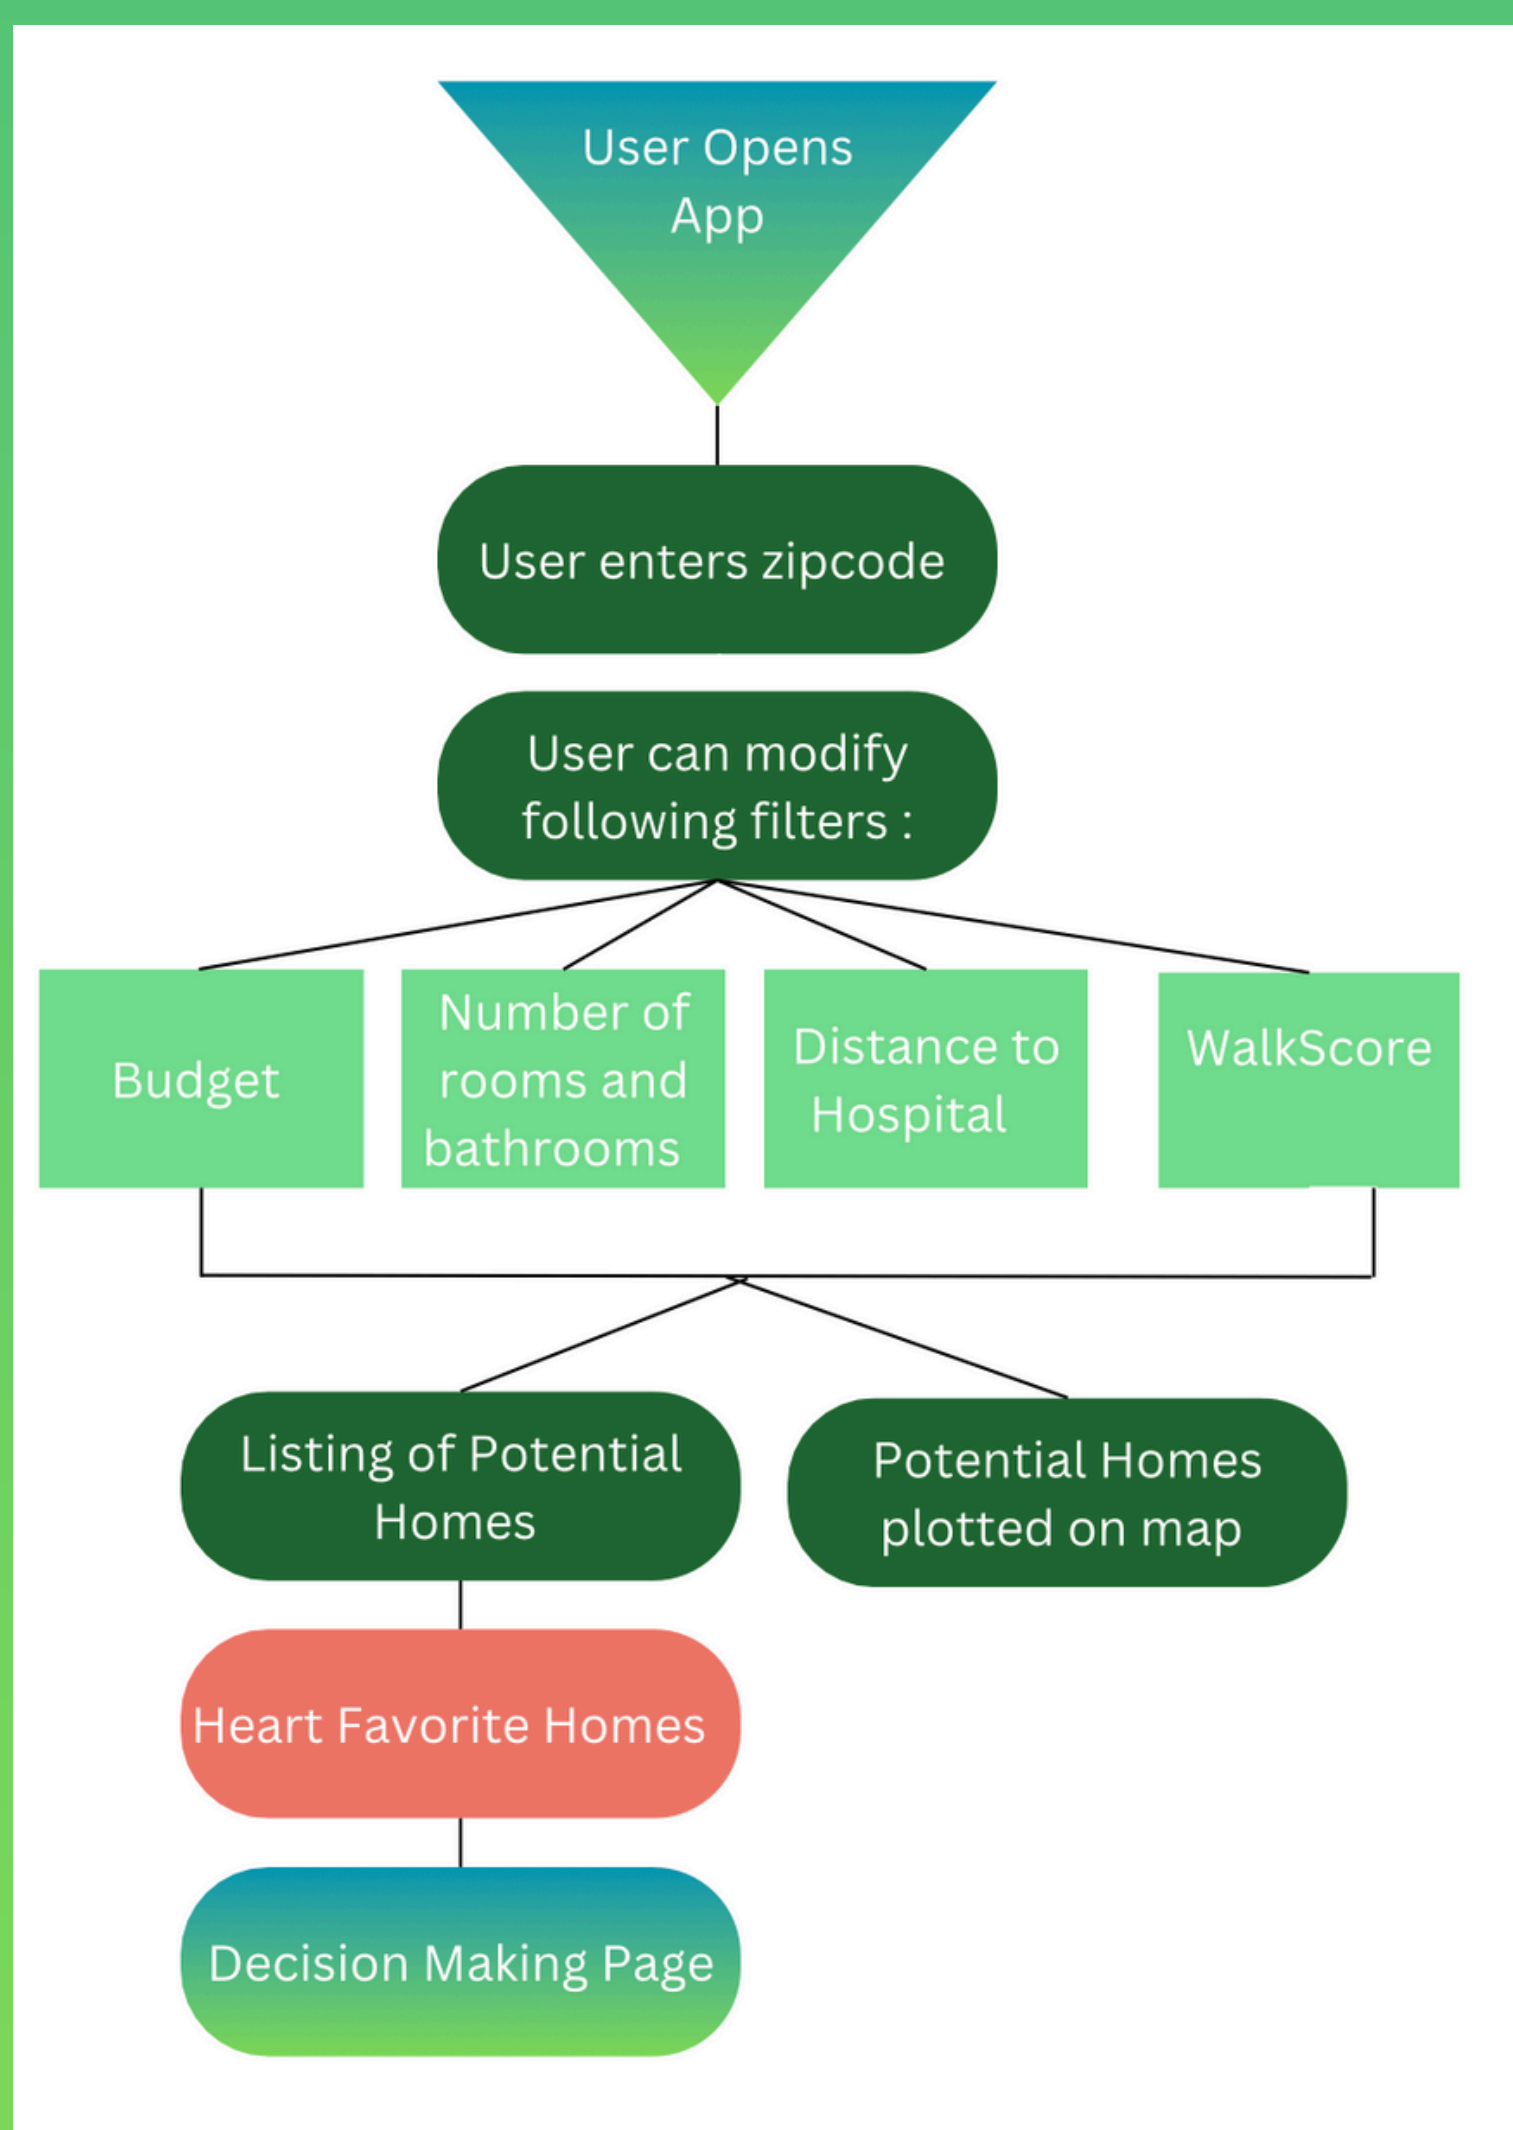 User Opens
App
User enters zipcode
User can modify
following filters :
Budget
Number of
rooms and
bathrooms
Distance to
Hospital
WalkScore
Listing of Potential
Homes
Potential Homes
plotted on map
Heart Favorite Homes
Decision Making Page